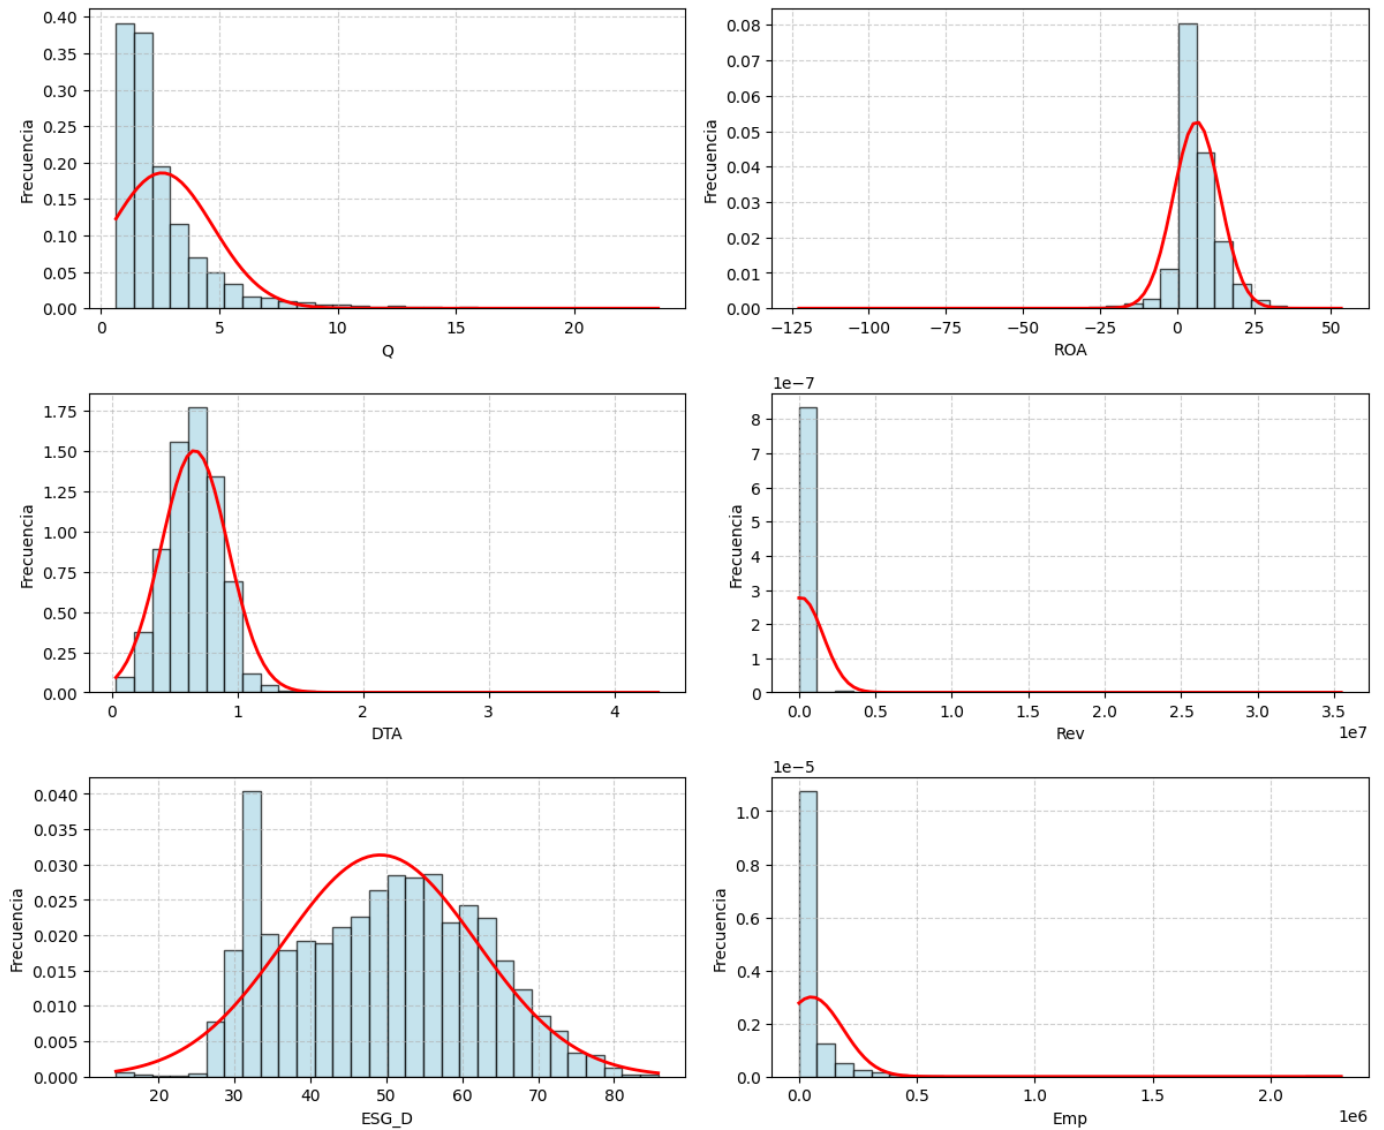 0.40
0.35
0.30
0.25
0.20
0.15
0.10
0.05
0.00
Frecuencia
0 5 10 15 20
Q
0.08
0.07
0.06
0.05
0.04
0.03
0.02
0.01
0.00
Frecuencia
−125 −100 −75 −50 −25 0 25 50
ROA
1.75
1.50
1.25
1.00
0.75
0.50
0.25
0.00
Frecuencia
0 1 2 3 4
DTA
1e−7
8
7
6
5
4
3
2
1
0
Frecuencia
0.0 0.5 1.0 1.5 2.0 2.5 3.0 3.5
1e7
Rev
0.040
0.035
0.030
0.025
0.020
0.015
0.010
0.005
0.000
Frecuencia
20 30 40 50 60 70 80
ESG_D
1e−5
1.0
0.8
0.6
0.4
0.2
0.0
Frecuencia
0.0 0.5 1.0 1.5 2.0
1e6
Emp